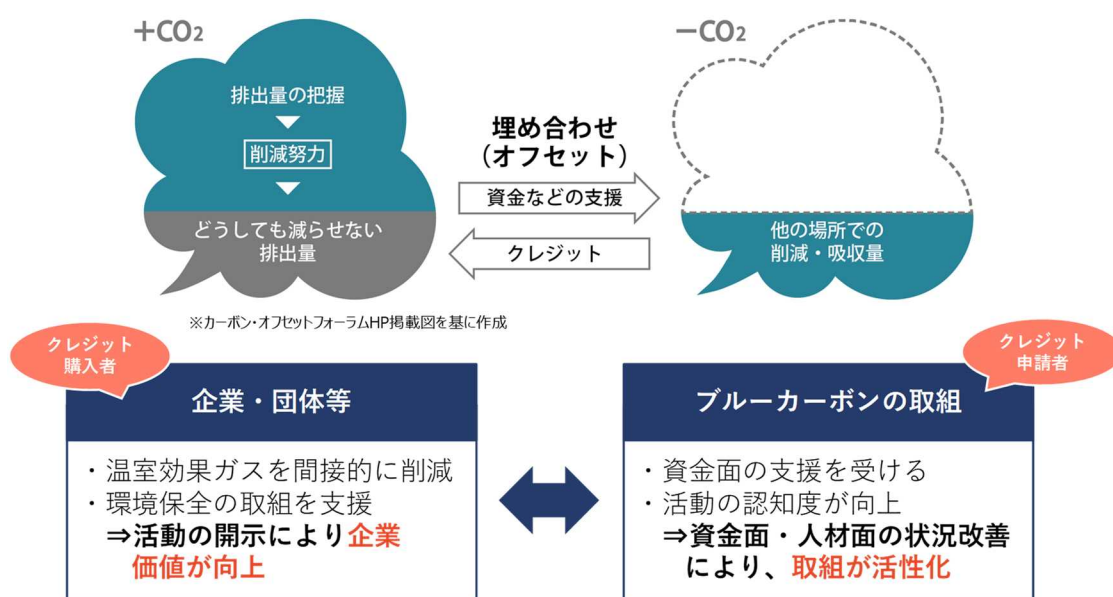 +CO₂
排出量の把握
削減努力
どうしても減らせない
排出量
埋め合わせ
(オフセット)
資金などの支援
クレジット
−CO₂
他の場所での
削減・吸収量
※カーボン・オフセットフォーラムHP掲載図を基に作成
クレジット
購入者
企業・団体等
・温室効果ガスを間接的に削減
・環境保全の取組を支援
⇒活動の開示により企業
価値が向上
クレジット
申請者
ブルーカーボンの取組
・資金面の支援を受ける
・活動の認知度が向上
⇒資金面・人材面の状況改善
により、取組が活性化